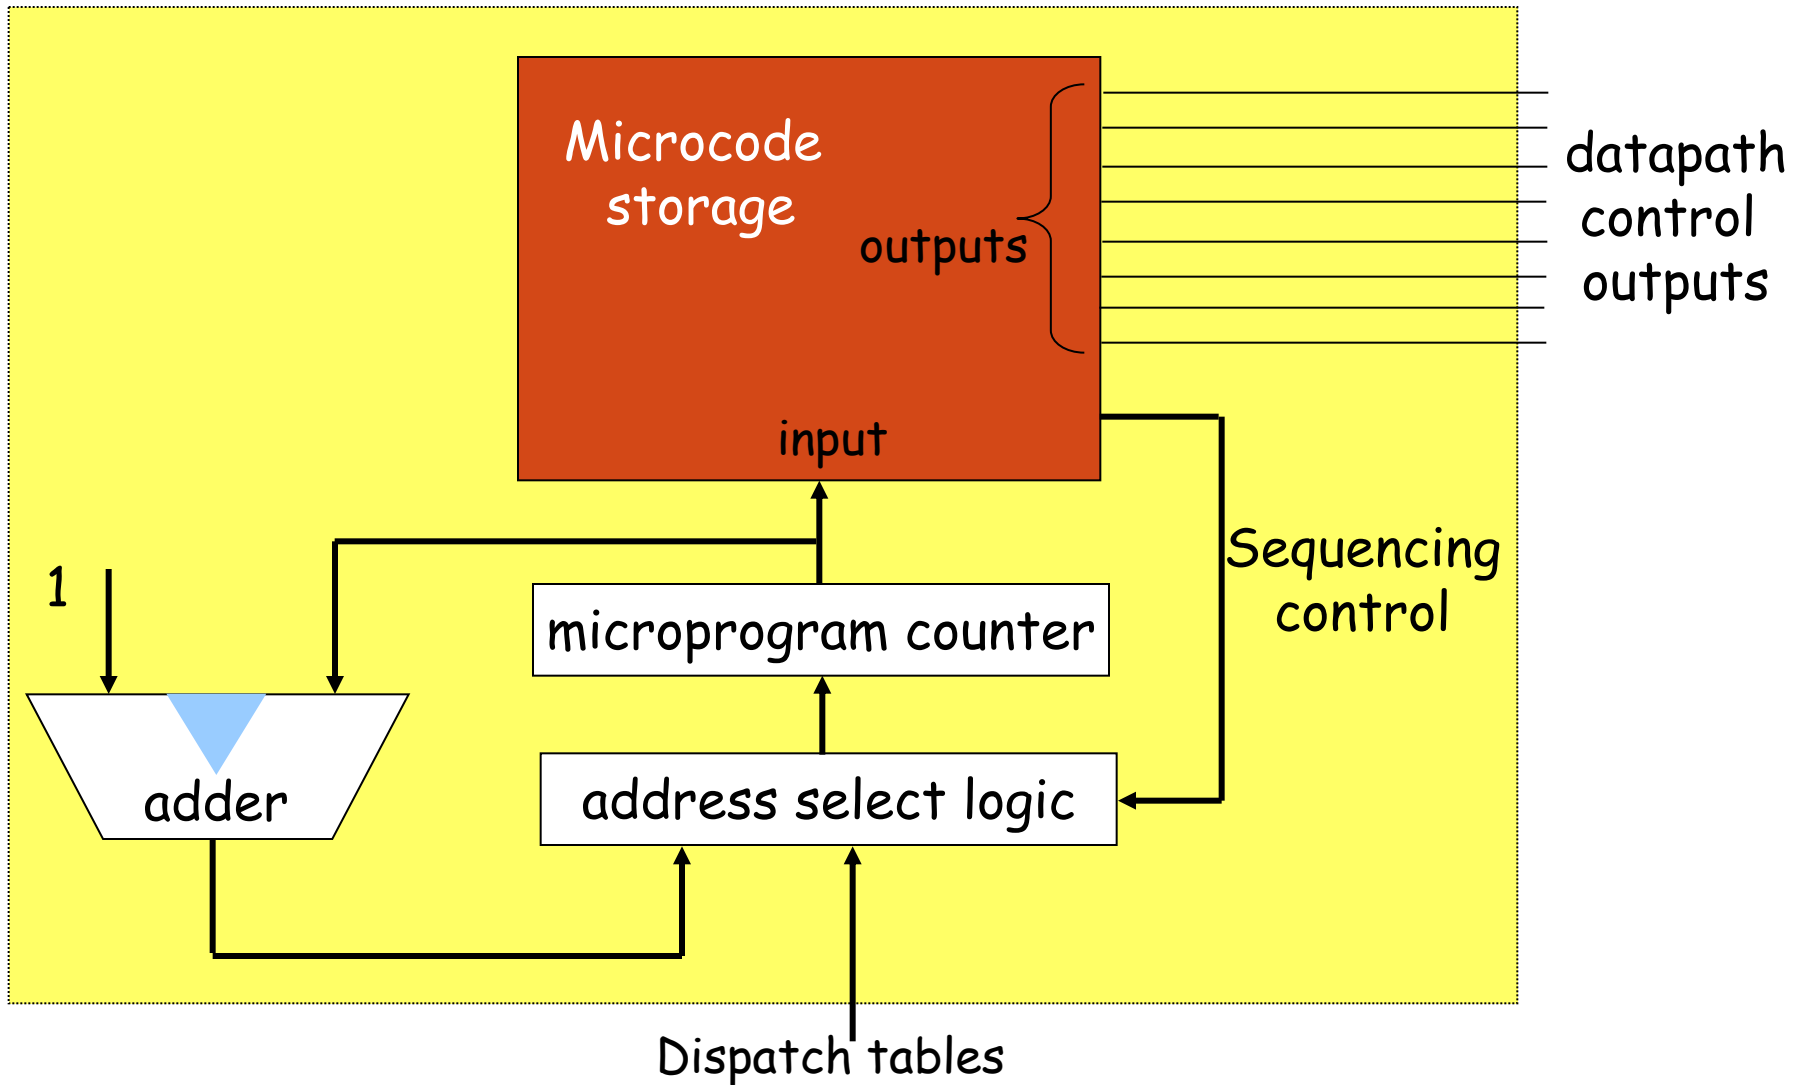 Microcode
storage
outputs
datapath
control
outputs
input
Sequencing
control
1
microprogram counter
adder
address select logic
Dispatch tables